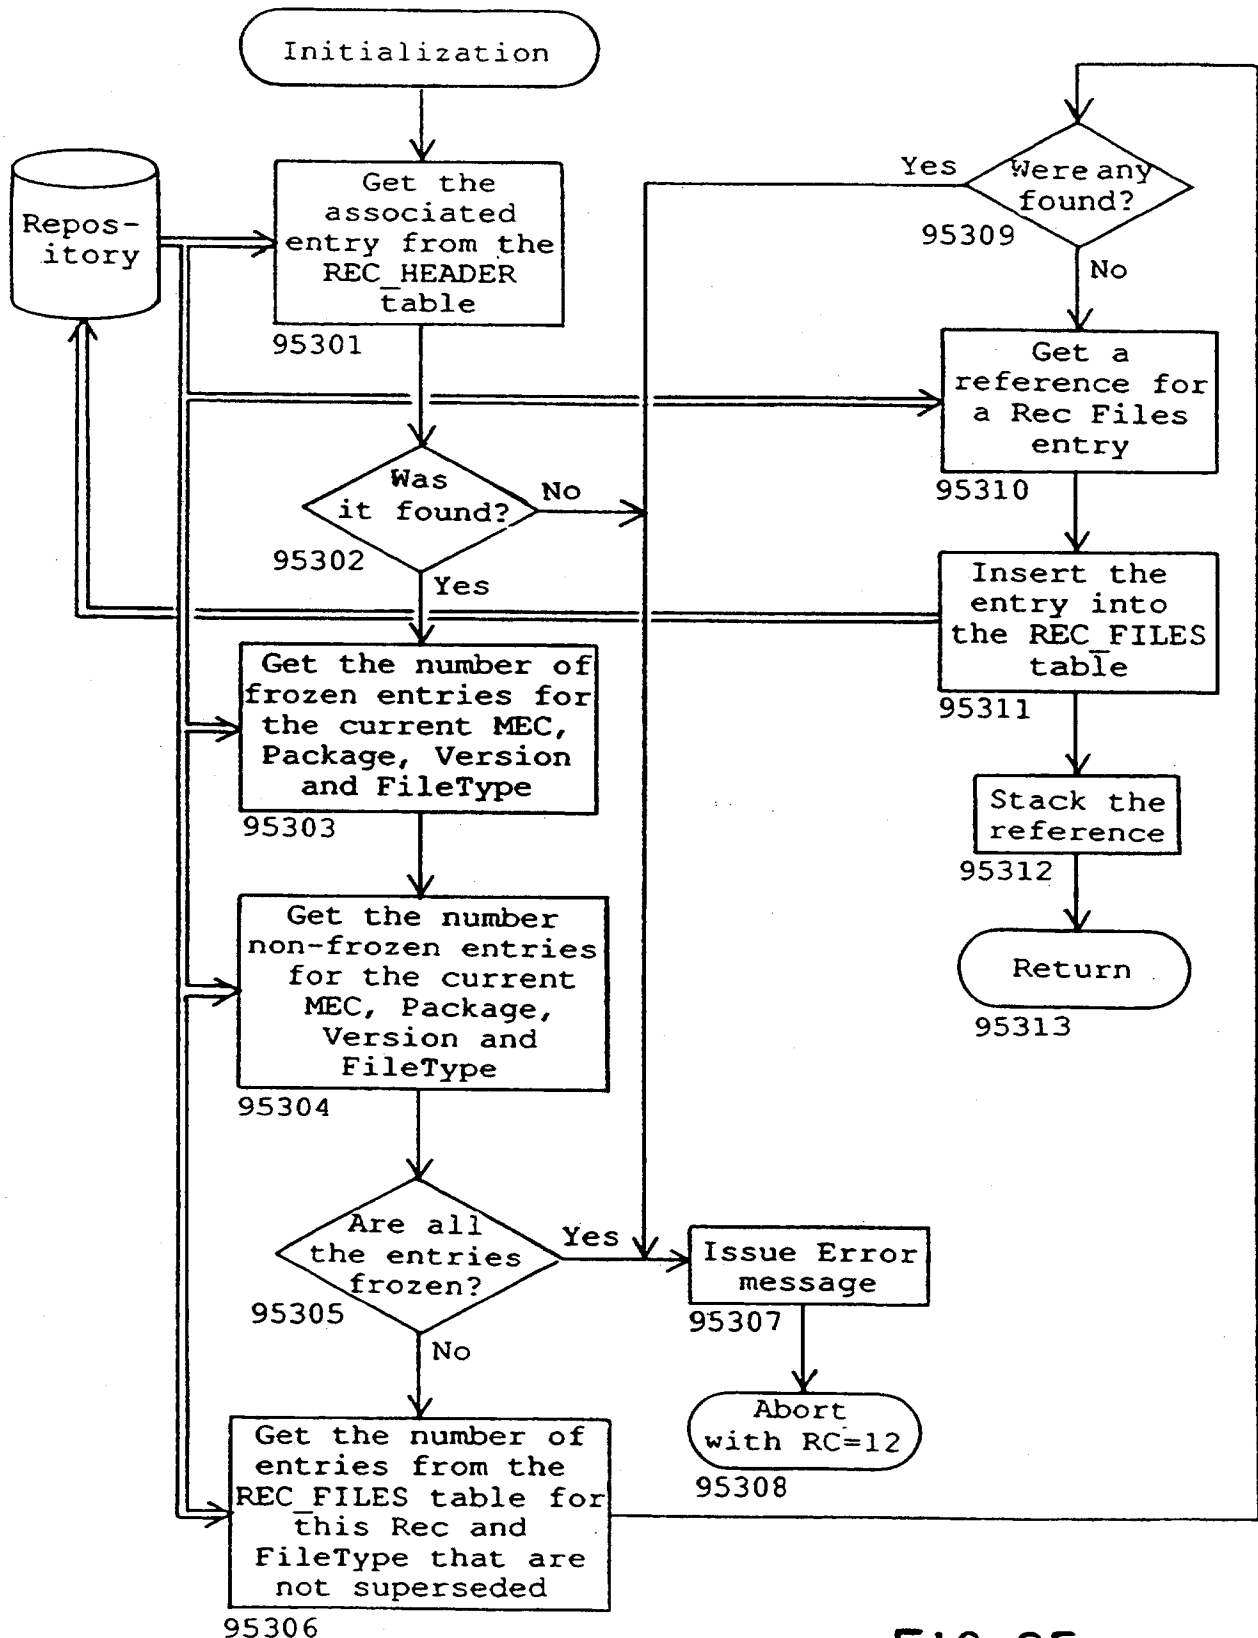 Initialization
Repos-
itory
Get the
associated
entry from the
REC_HEADER
table
95301
Was
it found?
No
95302
Yes
Get the number of
frozen entries for
the current MEC,
Package, Version
and FileType
95303
Get the number
non-frozen entries
for the current
MEC, Package,
Version and
FileType
95304
Are all
the entries
frozen?
Yes
95305
No
Get the number of
entries from the
REC_FILES table for
this Rec and
FileType that are
not superseded
95306
Issue Error
message
95307
Abort
with RC=12
95308
Yes
Were any
found?
95309
No
Get a
reference for
a Rec Files
entry
95310
Insert the
entry into
the REC_FILES
table
95311
Stack the
reference
95312
Return
95313